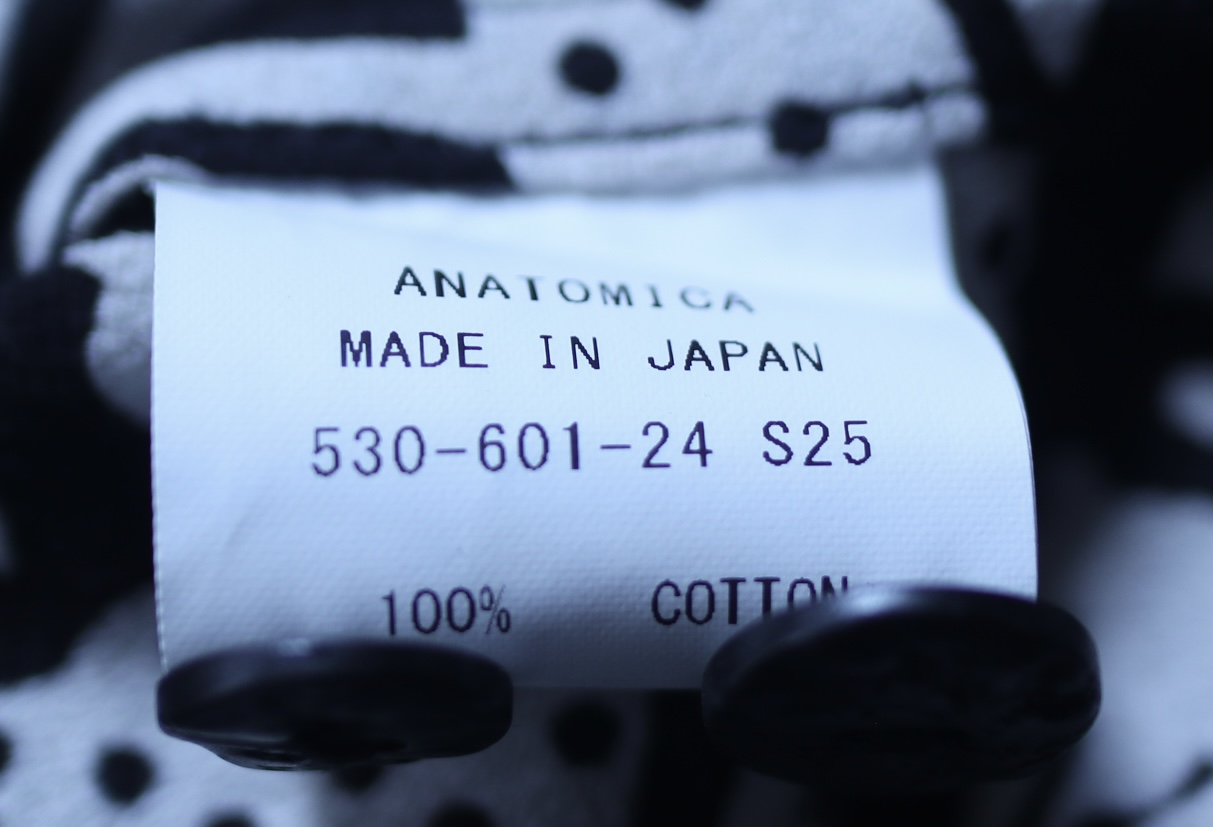 ANATOMICA
MADE IN JAPAN
530-601-24 S25
100% COTTON